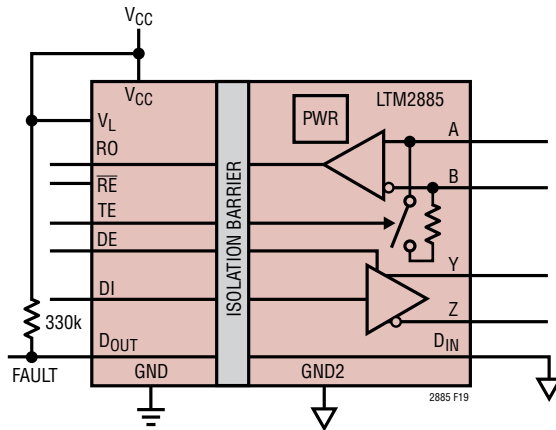 VCC
VCC
LTM2885
PWR
VL
A
RO
B
RE
TE
DE
ISOLATION BARRIER
Y
DI
Z
330k
DOUT
DIN
FAULT
GND
GND2
2885 F19